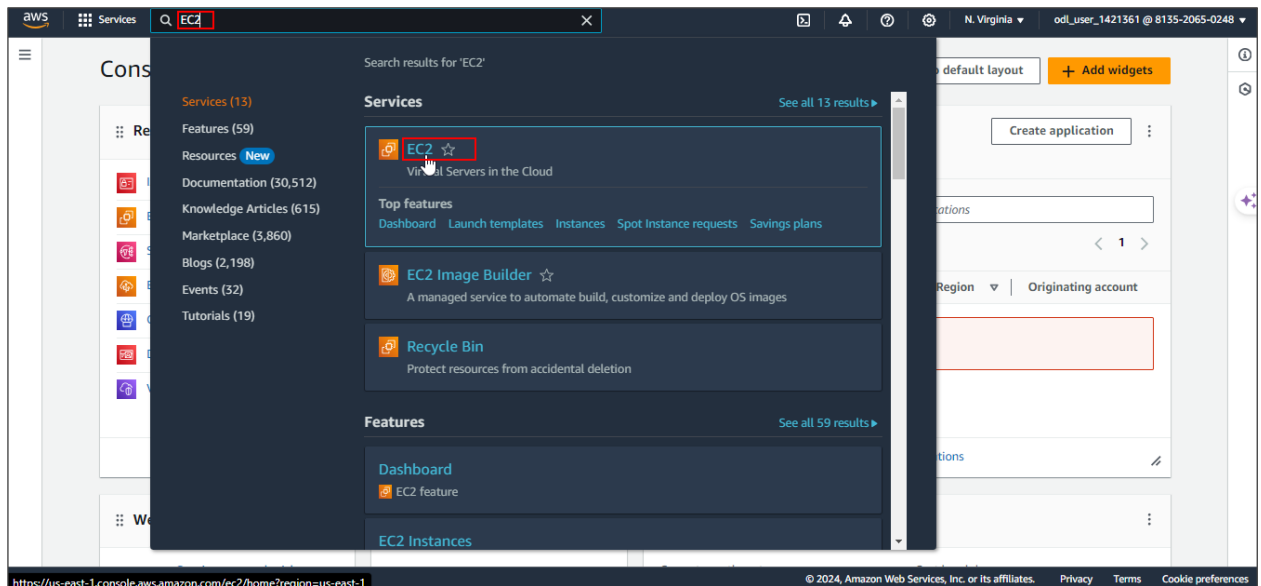 aws
Services
EC2
N. Virginia
odl_user_1421361 @ 8135-2065-0248
Cons
default layout
Add widgets
Search results for 'EC2'
Services (13)
Features (59)
Resources New
Documentation (30,512)
Knowledge Articles (615)
Marketplace (3,860)
Blogs (2,198)
Events (32)
Tutorials (19)
Services
See all 13 results
EC2
Virtual Servers in the Cloud
Top features
Dashboard Launch templates Instances Spot Instance requests Savings plans
EC2 Image Builder
A managed service to automate build, customize and deploy OS images
Recycle Bin
Protect resources from accidental deletion
Features
See all 59 results
Dashboard
EC2 feature
EC2 Instances
Re
Create application
1
Region
Originating account
We
https://us-east-1.console.aws.amazon.com/ec2/home?region=us-east-1
© 2024, Amazon Web Services, Inc. or its affiliates.
Privacy Terms Cookie preferences